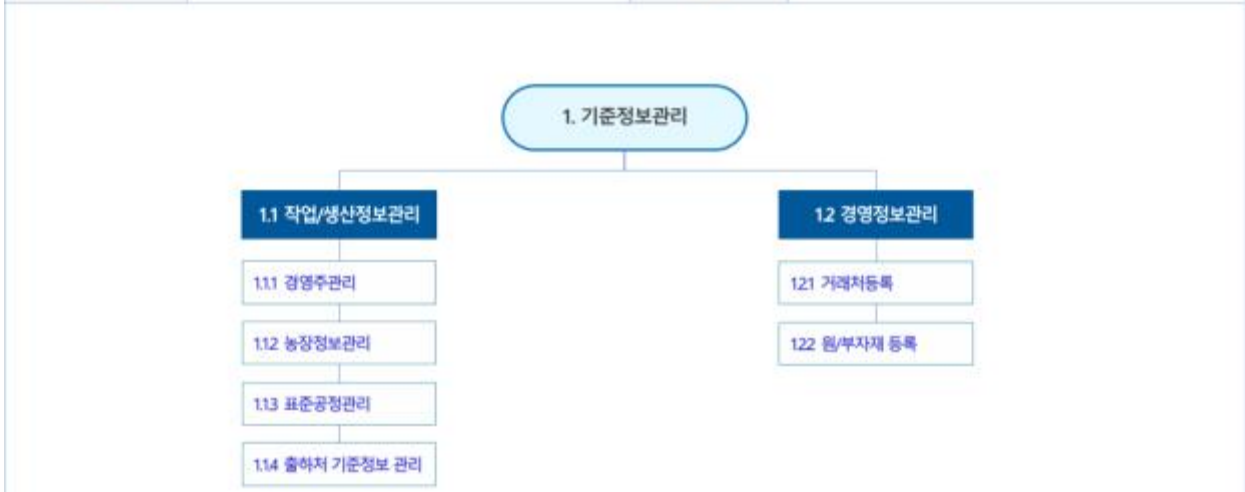 1. 기준정보관리
1.1 작업/생산정보관리
1.1.1 경영주관리
1.1.2 농장정보관리
1.1.3 표준공정관리
1.1.4 출하처 기준정보 관리
1.2 경영정보관리
1.2.1 거래처등록
1.2.2 원/부자재 등록